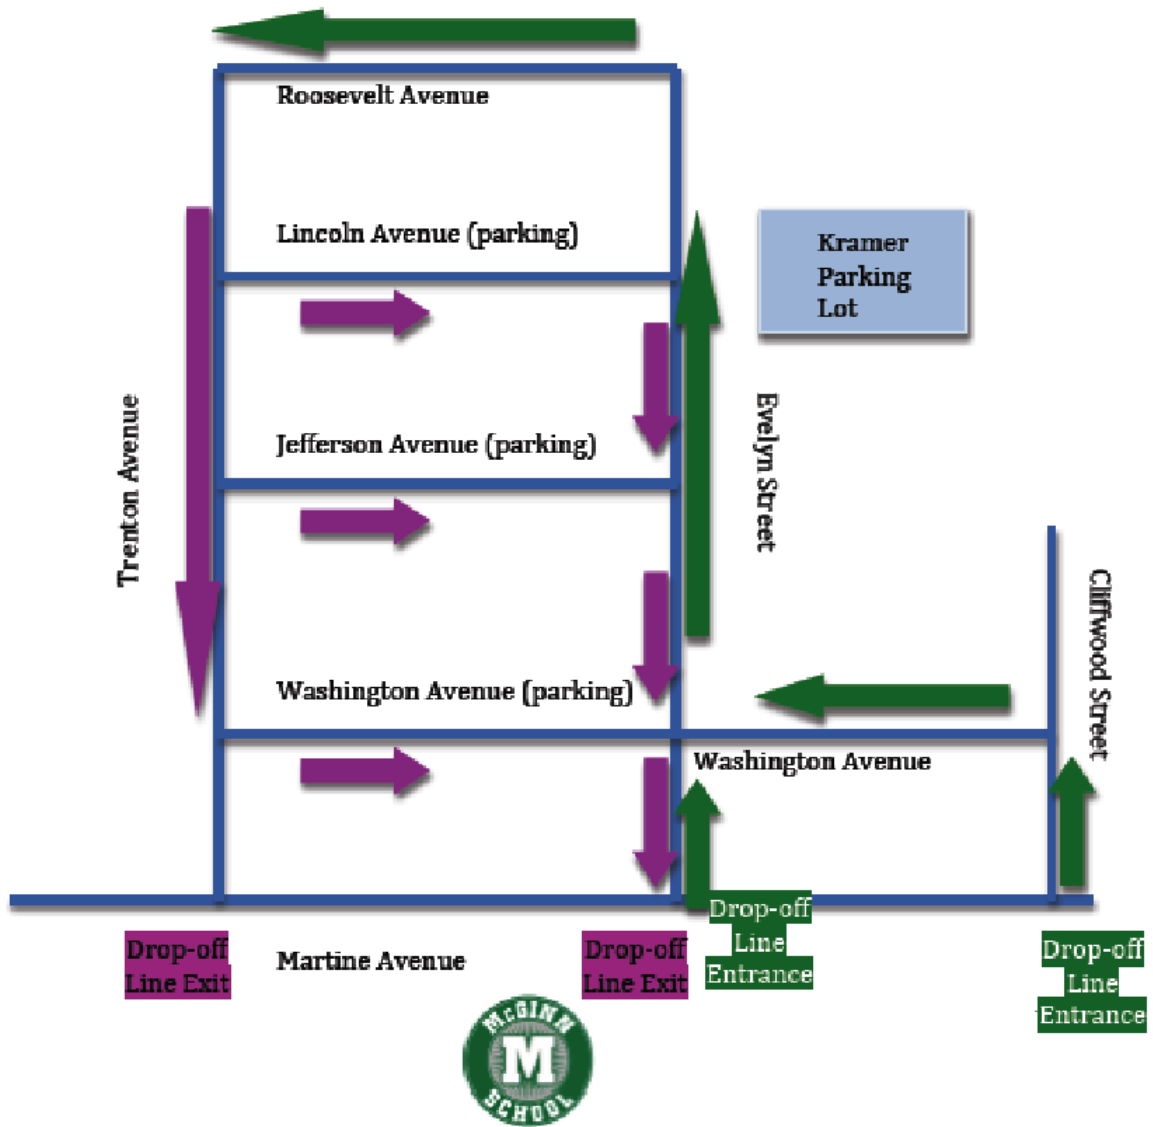 Roosevelt Avenue
Lincoln Avenue (parking)
Kramer
Parking
Lot
Jefferson Avenue (parking)
Trenton Avenue
Evelyn Street
Cliffwood Street
Washington Avenue (parking)
Washington Avenue
Drop-off
Line Exit
Martine Avenue
Drop-off
Line Exit
Drop-off
Line
Entrance
Drop-off
Line
Entrance
McGINN
M
SCHOOL